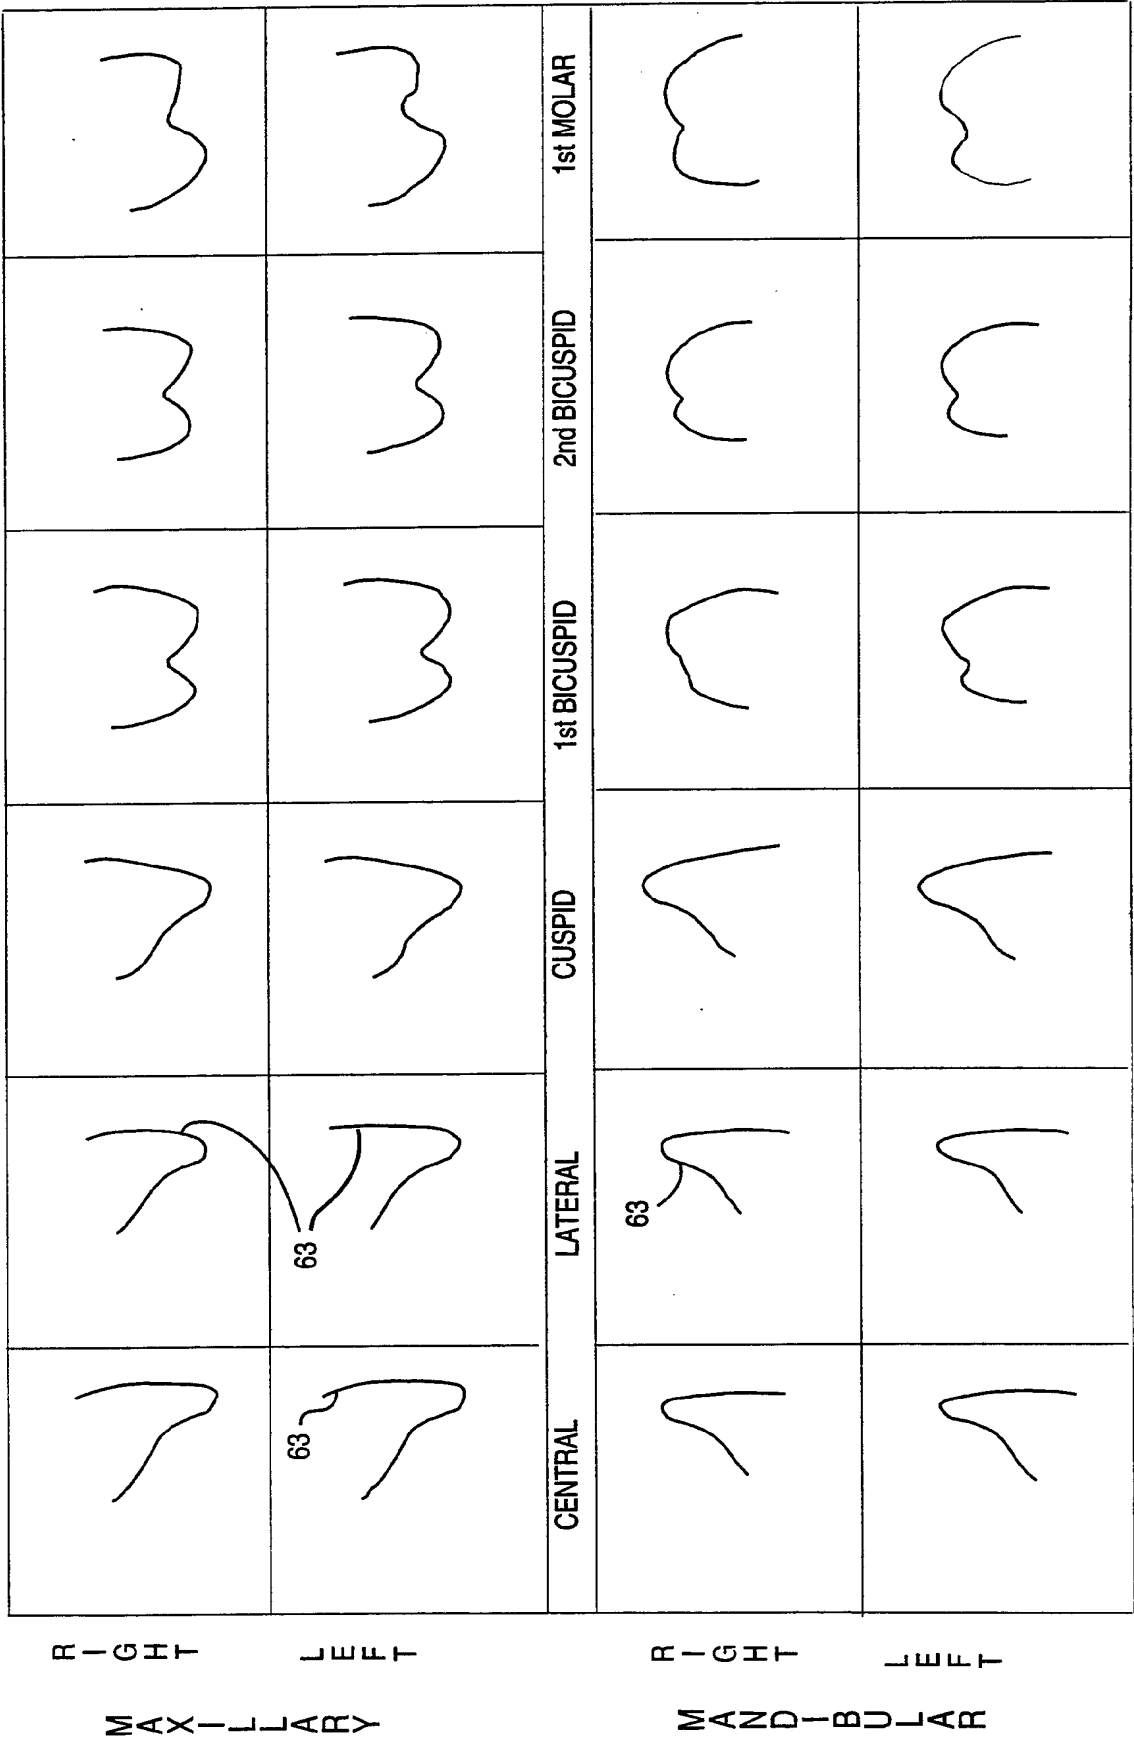 MAXILLARY
RIGHT
LEFT
63
63
CENTRAL
LATERAL
CUSPID
1st BICUSPID
2nd BICUSPID
1st MOLAR
63
MANDIBULAR
RIGHT
LEFT